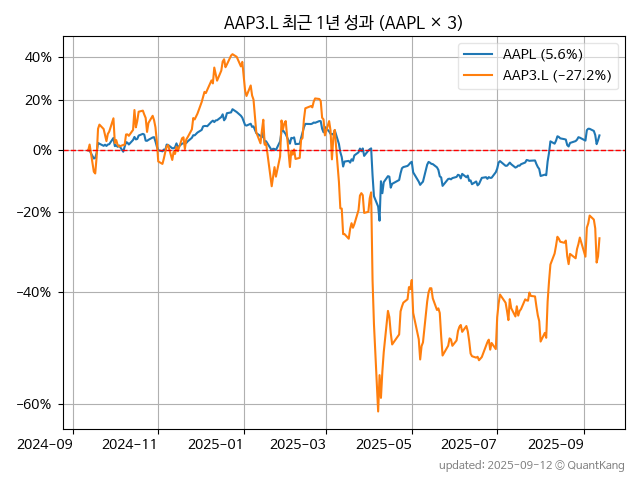 AAP3.L 최근 1년 성과 (AAPL × 3)
AAPL (5.6%)
AAP3.L (−27.2%)
40%
20%
0%
−20%
−40%
−60%
2024-09 2024-11 2025-01 2025-03 2025-05 2025-07 2025-09
updated: 2025-09-12 © QuantKang